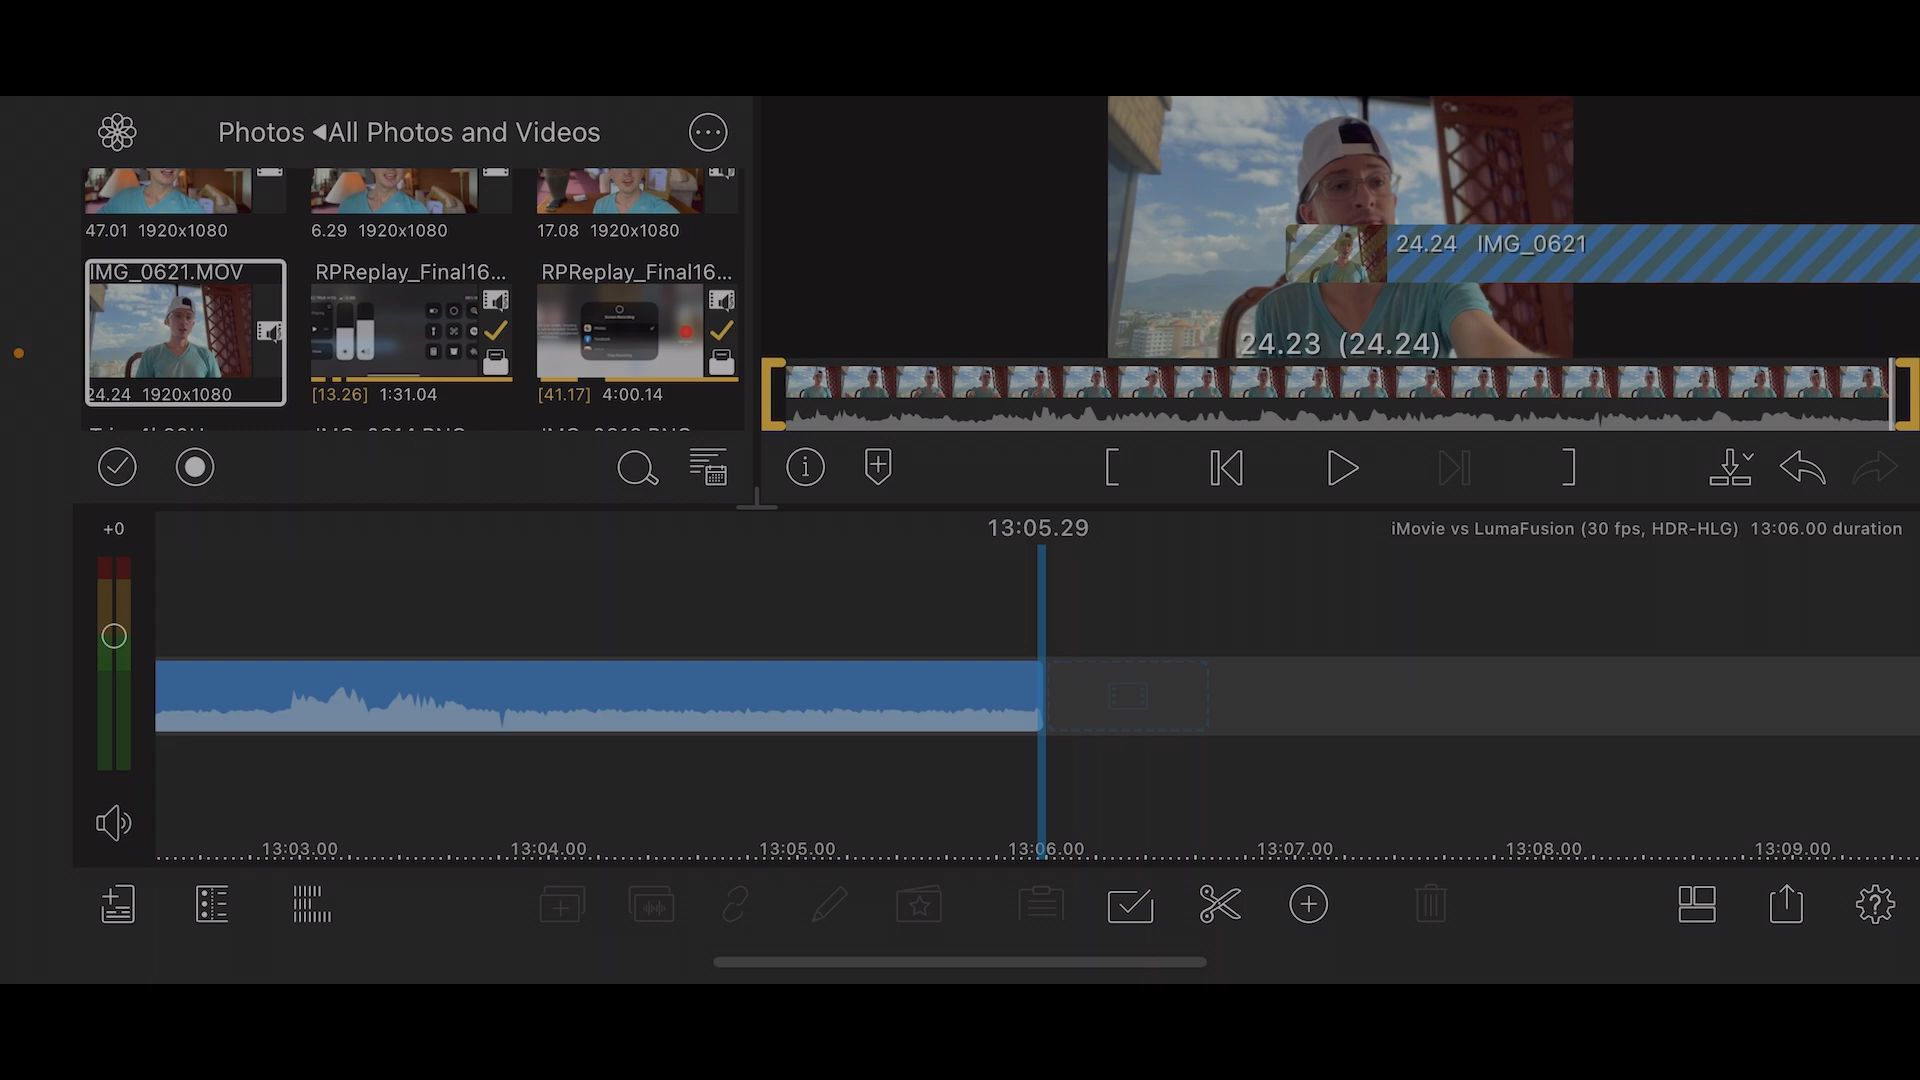 Photos ◀All Photos and Videos
47.01 1920x1080
6.29 1920x1080
17.08 1920x1080
IMG_0621.MOV
RPReplay_Final16...
RPReplay_Final16...
24.24 1920x1080
[13.26] 1:31.04
[41.17] 4:00.14
24.24 IMG_0621
24.23 (24.24)
+0
13:05.29
iMovie vs LumaFusion (30 fps, HDR-HLG) 13:06.00 duration
13:03.00
13:04.00
13:05.00
13:06.00
13:07.00
13:08.00
13:09.00